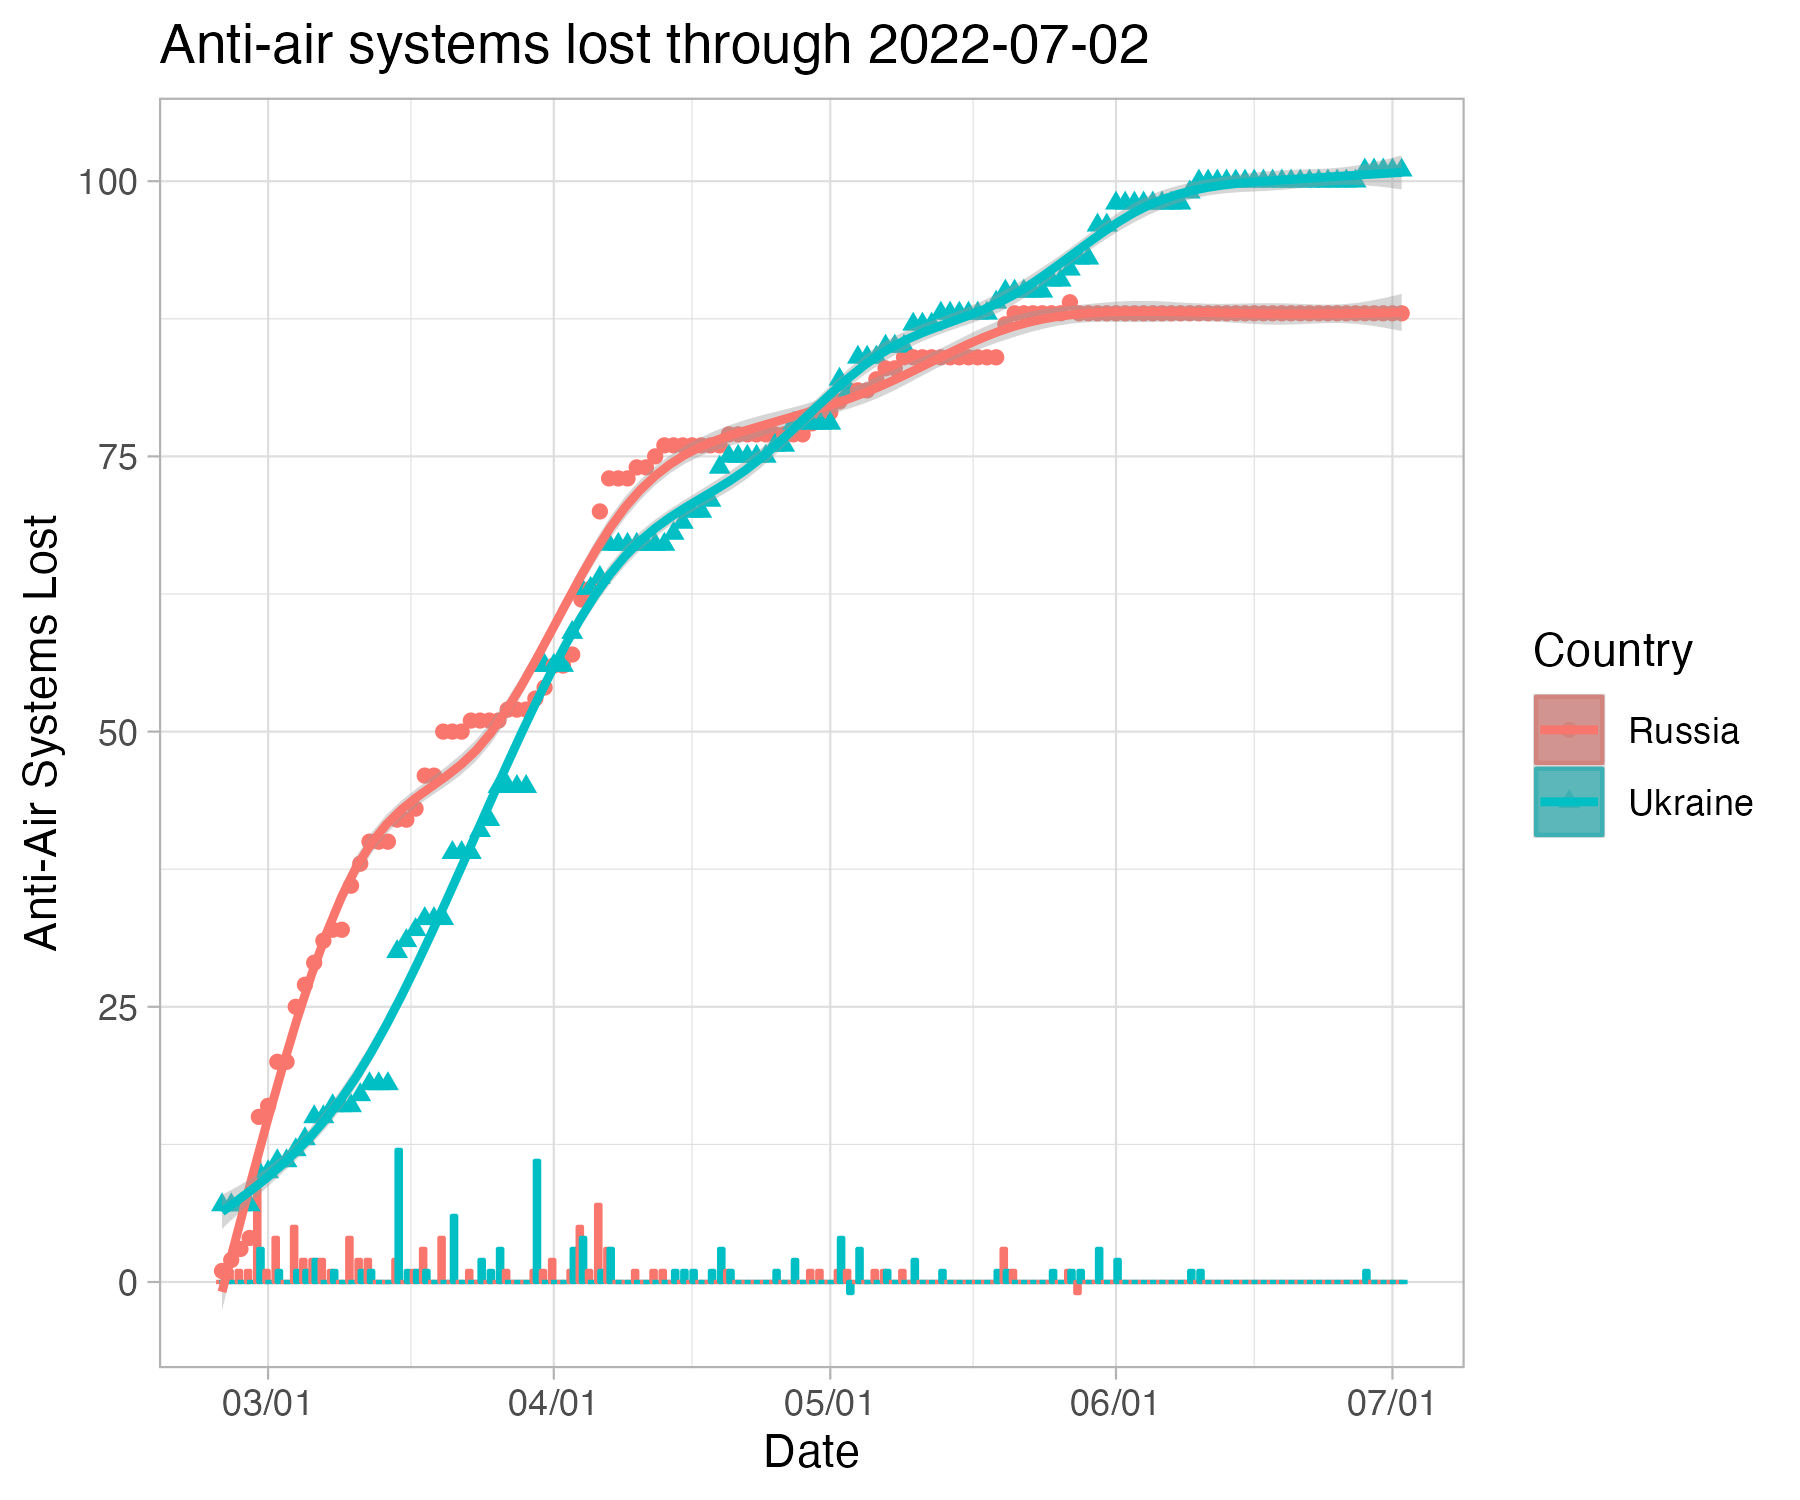 Anti-air systems lost through 2022-07-02
Anti-Air Systems Lost
100
75
50
25
0
03/01
04/01
05/01
06/01
07/01
Date
Country
Russia
Ukraine